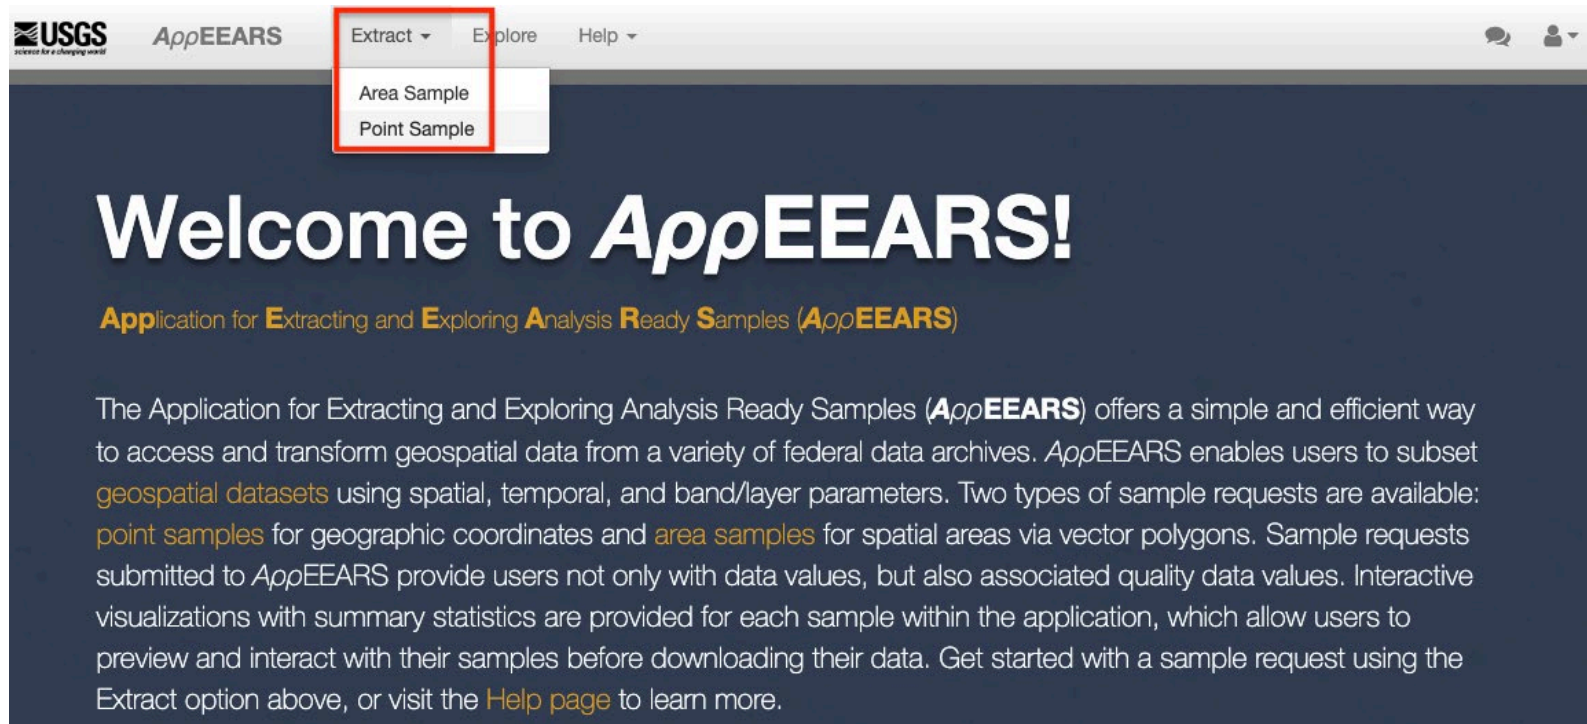 USGS
science for a changing world
AρρEEARS
Extract
Explore
Help
Area Sample
Point Sample
Welcome to AρρEEARS!
Application for Extracting and Exploring Analysis Ready Samples (AρρEEARS)
The Application for Extracting and Exploring Analysis Ready Samples (AρρEEARS) offers a simple and efficient way
to access and transform geospatial data from a variety of federal data archives. AρρEEARS enables users to subset
geospatial datasets using spatial, temporal, and band/layer parameters. Two types of sample requests are available:
point samples for geographic coordinates and area samples for spatial areas via vector polygons. Sample requests
submitted to AρρEEARS provide users not only with data values, but also associated quality data values. Interactive
visualizations with summary statistics are provided for each sample within the application, which allow users to
preview and interact with their samples before downloading their data. Get started with a sample request using the
Extract option above, or visit the Help page to learn more.